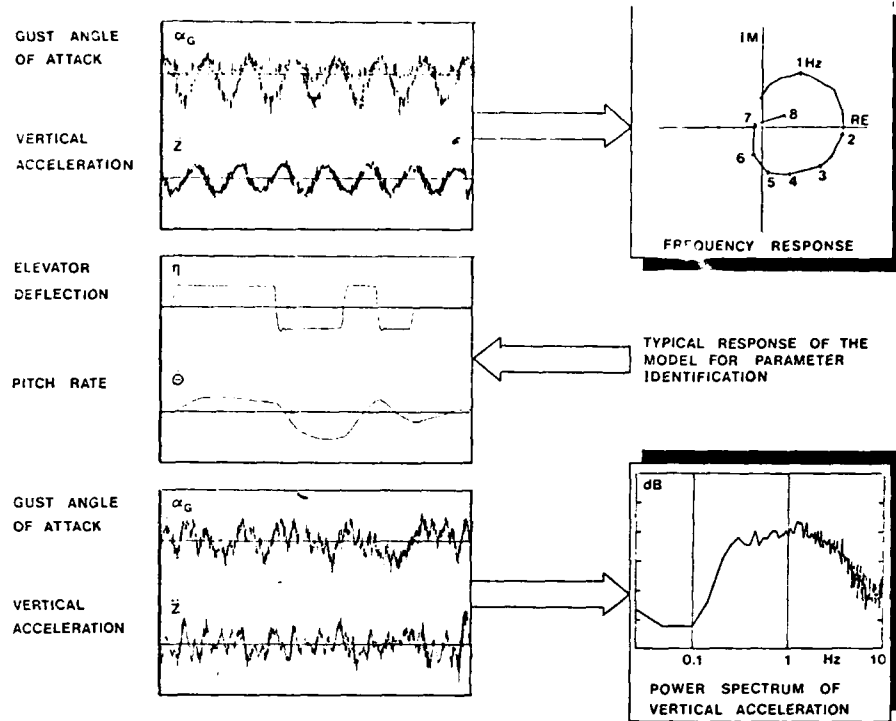 GUST ANGLE
OF ATTACK
αG
VERTICAL
ACCELERATION
z̈
IM
1Hz
RE
2
3
4
5
6
7
8
FREQUENCY RESPONSE
ELEVATOR
DEFLECTION
η
PITCH RATE
Θ̇
TYPICAL RESPONSE OF THE
MODEL FOR PARAMETER
IDENTIFICATION
GUST ANGLE
OF ATTACK
αG
VERTICAL
ACCELERATION
z̈
dB
0.1 1 Hz 10
POWER SPECTRUM OF
VERTICAL ACCELERATION